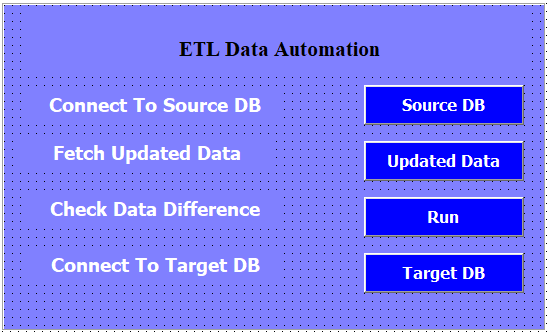 ETL Data Automation
Connect To Source DB Source DB
Fetch Updated Data Updated Data
Check Data Difference Run
Connect To Target DB Target DB